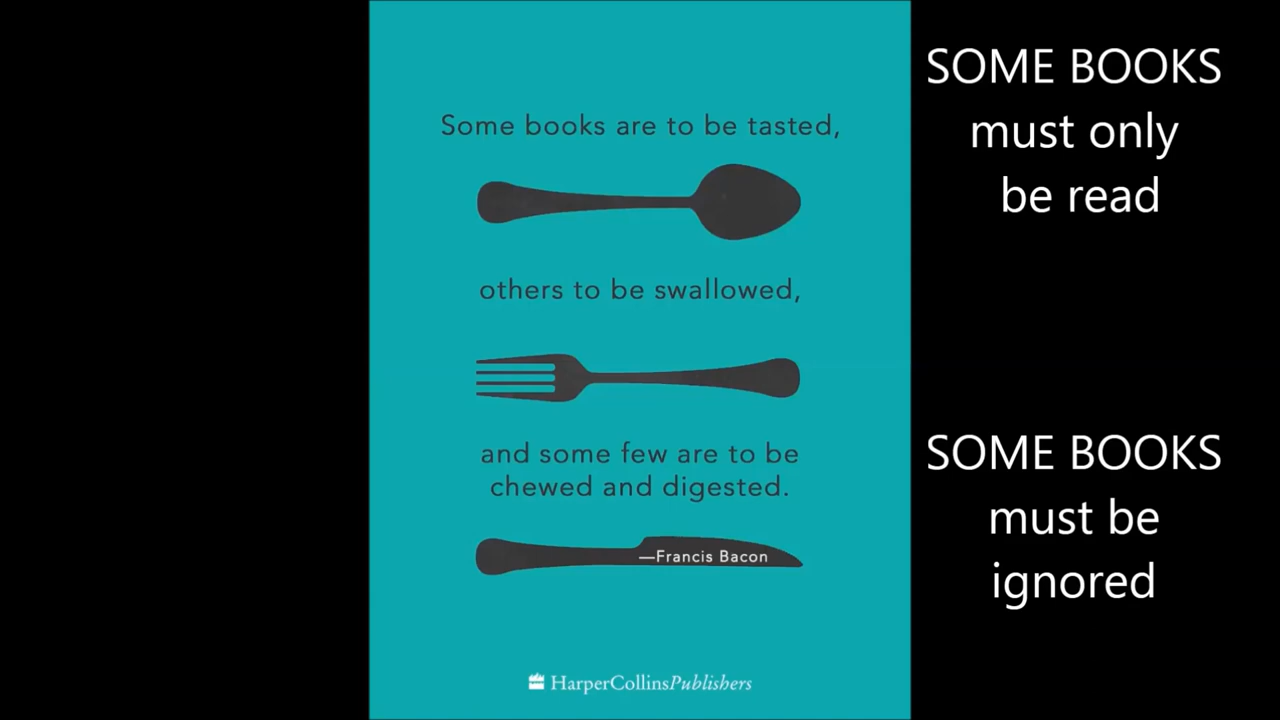 Some books are to be tasted,
others to be swallowed,
and some few are to be
chewed and digested.
—Francis Bacon
HarperCollinsPublishers
SOME BOOKS
must only
be read
SOME BOOKS
must be
ignored